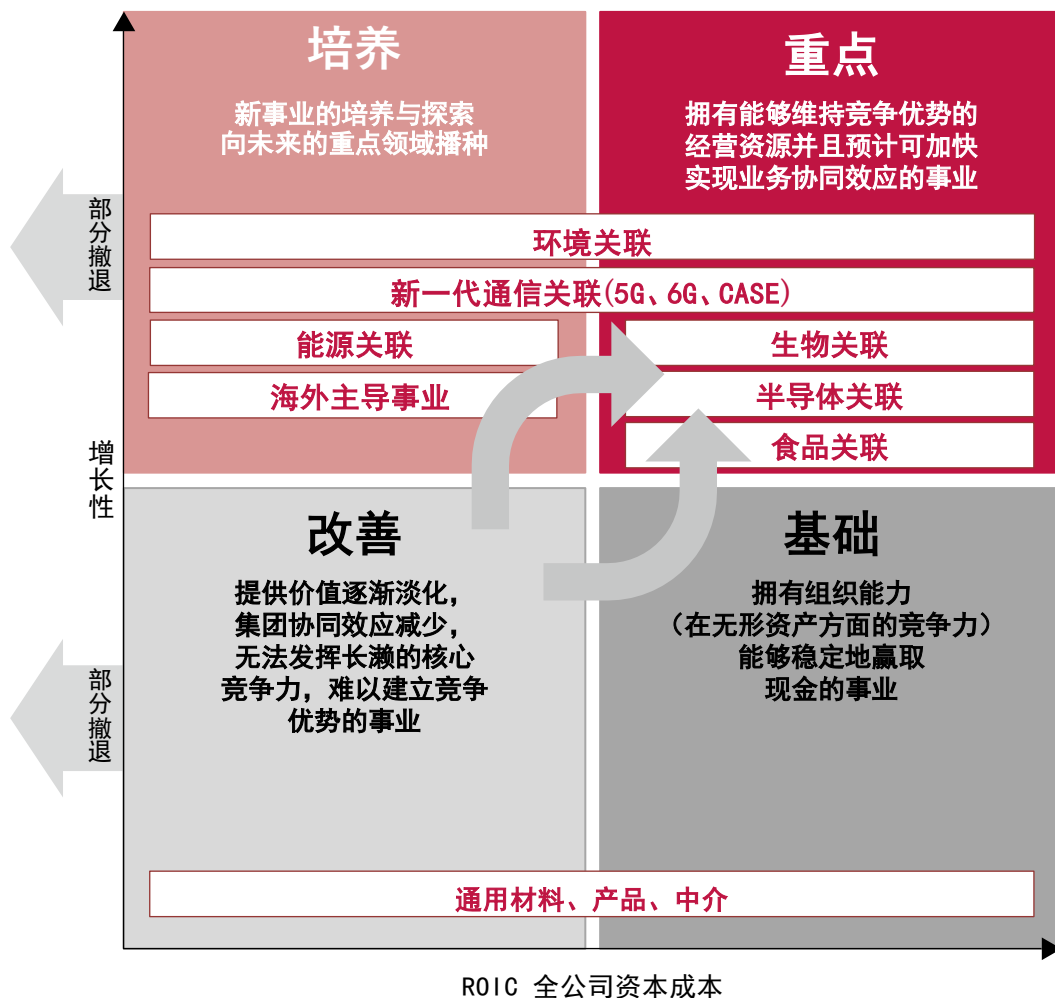 培养
新事业的培养与探索
向未来的重点领域播种
重点
拥有能够维持竞争优势的
经营资源并且预计可加快
实现业务协同效应的事业
部分撤退
环境关联
新一代通信关联(5G、6G、CASE)
能源关联
生物关联
海外主导事业
半导体关联
食品关联
增长性
改善
提供价值逐渐淡化，
集团协同效应减少，
无法发挥长濑的核心
竞争力，难以建立竞争
优势的事业
基础
拥有组织能力
（在无形资产方面的竞争力）
能够稳定地赢取
现金的事业
部分撤退
通用材料、产品、中介
ROIC 全公司资本成本